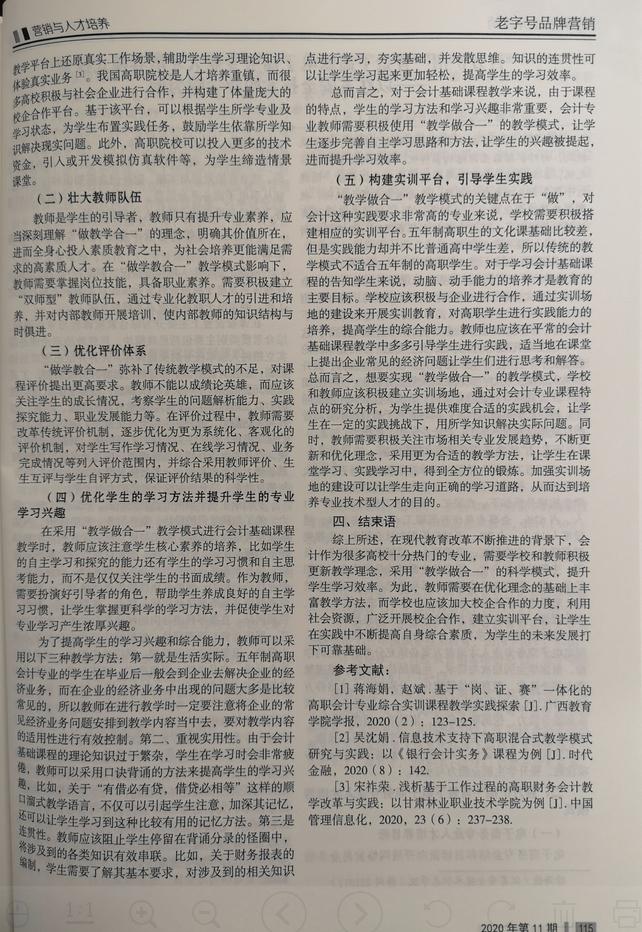 营销与人才培养
老字号品牌营销
教学平台上还原真实工作场景，辅助学生学习理论知识、
体验真实业务 [3]。我国高职院校是人才培养重镇，而很
多高校积极与社会企业进行合作，并构建了体量庞大的
校企合作平台。基于该平台，可以根据学生所学专业及
学习状态，为学生布置实践任务，鼓励学生依靠所学知
识解决现实问题。此外，高职院校可以投入更多的技术
资金，引入或开发模拟仿真软件等，为学生缔造情景
课堂。
（二）壮大教师队伍
教师是学生的引导者，教师只有提升专业素养，应
当深刻理解“做教学合一”的理念，明确其价值所在，
进而全身心投入素质教育之中，为社会培养更能满足需
求的高素质人才。在“做学教合一”教学模式影响下，
教师需要掌握岗位技能，具备职业素养。需要积极建立
“双师型”教师队伍，通过专业化教职人才的引进和培
养，并对内部教师开展培训，使内部教师的知识结构与
时俱进。
（三）优化评价体系
“做学教合一”弥补了传统教学模式的不足，对课
程评价提出更高要求。教师不能以成绩论英雄，而应该
关注学生的成长情况，考察学生的问题解析能力、实践
探究能力、职业发展能力等。在评价过程中，教师需要
改革传统评价机制，逐步优化为更为系统化、客观化的
评价机制，对学生写作学习情况、在线学习情况、业务
完成情况等列入评价范围内，并综合采用教师评价、生
生互评与学生自评方式，保证评价结果的科学性。
（四）优化学生的学习方法并提升学生的专业
学习兴趣
在采用“教学做合一”教学模式进行会计基础课程
教学时，教师应该注意学生核心素养的培养，比如学生
的自主学习和探究的能力还有学生的学习习惯和自主思
考能力，而不是仅仅关注学生的书面成绩。作为教师，
需要扮演好引导者的角色，帮助学生养成良好的自主学
习习惯，让学生掌握更科学的学习方法，并促使学生对
专业学习产生浓厚兴趣。
为了提高学生的学习兴趣和综合能力，教师可以采
用以下三种教学方法：第一就是生活实际。五年制高职
会计专业的学生在毕业后一般会到企业去解决企业的经
济业务，而在企业的经济业务中出现的问题大多是比较
常见的，所以教师在进行教学时一定要注意将企业的常
见经济业务问题安排到教学内容当中去，要对教学内容
的适用性进行有效控制。第二、重视实用性。由于会计
基础课程的理论知识过于繁杂，学生在学习时会非常疲
倦，教师可以采用口诀背诵的方法来提高学生的学习兴
趣，比如，关于“有借必有贷，借贷必相等”这样的顺
口溜式教学语言，不仅可以引起学生注意，加深其记忆，
还可以让学生学习到这种比较有用的记忆方法。第三是
连贯性。教师应该阻止学生停留在背诵分录的怪圈中，
将涉及到的各类知识有效串联。比如，关于财务报表的
编制，学生需要了解其基本要求，对涉及到的相关知识
点进行学习，夯实基础，并发散思维。知识的连贯性可
以让学生学习起来更加轻松，提高学生的学习效率。
总而言之，对于会计基础课程教学来说，由于课程
的特点，学生的学习方法和学习兴趣非常重要，会计专
业教师需要积极使用“教学做合一”的教学模式，让学
生逐步完善自主学习思路和方法，让学生的兴趣被提起，
进而提升学习效率。
（五）构建实训平台，引导学生实践
“教学做合一”教学模式的关键点在于“做”，对
会计这种实践要求非常高的专业来说，学校需要积极搭
建相应的实训平台。五年制高职生的文化课基础比较差，
但是实践能力却并不比普通高中学生差，所以传统的教
学模式不适合五年制的高职学生。对于学习会计基础课
程的告知学生来说，动脑、动手能力的培养才是教育的
主要目标。学校应该积极与企业进行合作，通过实训场
地的建设来开展实训教育，对高职学生进行实践能力的
培养，提高学生的综合能力。教师也应该在平常的会计
基础课程教学中多多引导学生进行实践，适当地在课堂
上提出企业常见的经济问题让学生们进行思考和解答。
总而言之，想要实现“教学做合一”的教学模式，学校
和教师应该积极建立实训场地，通过对会计专业课程特
点的研究分析，为学生提供难度合适的实践机会，让学
生在一定的实践挑战下，用所学知识解决实际问题。同
时，教师需要积极关注市场相关专业发展趋势，不断更
新和优化理念，采用更为合适的教学方法，让学生在课
堂学习、实践学习中，得到全方位的锻炼。加强实训场
地的建设可以让学生走向正确的学习道路，从而达到培
养专业技术型人才的目的。
四、结束语
综上所述，在现代教育改革不断推进的背景下，会
计作为很多高校十分热门的专业，需要学校和教师积极
更新教学理念，采用“教学做合一”的科学模式，提升
学生学习效率。为此，教师需要在优化理念的基础上丰
富教学方法，而学校也应该加大校企合作的力度，利用
社会资源，广泛开展校企合作，建立实训平台，让学生
在实践中不断提高自身综合素质，为学生的未来发展打
下可靠基础。
参考文献：
[1] 蒋海娟，赵斌.基于“岗、证、赛”一体化的
高职会计专业综合实训课程教学实践探索 [J].广西教育
学院学报，2020（2）：123-125.
[2] 吴沈娟.信息技术支持下高职混合式教学模式
研究与实践：以《银行会计实务》课程为例 [J].时代
金融，2020（8）：142.
[3] 宋祚荣.浅析基于工作过程的高职财务会计教
学改革与实践：以甘肃林业职业技术学院为例 [J].中国
管理信息化，2020，23（6）：237-238.
1:1
2020 年第 11 期
115